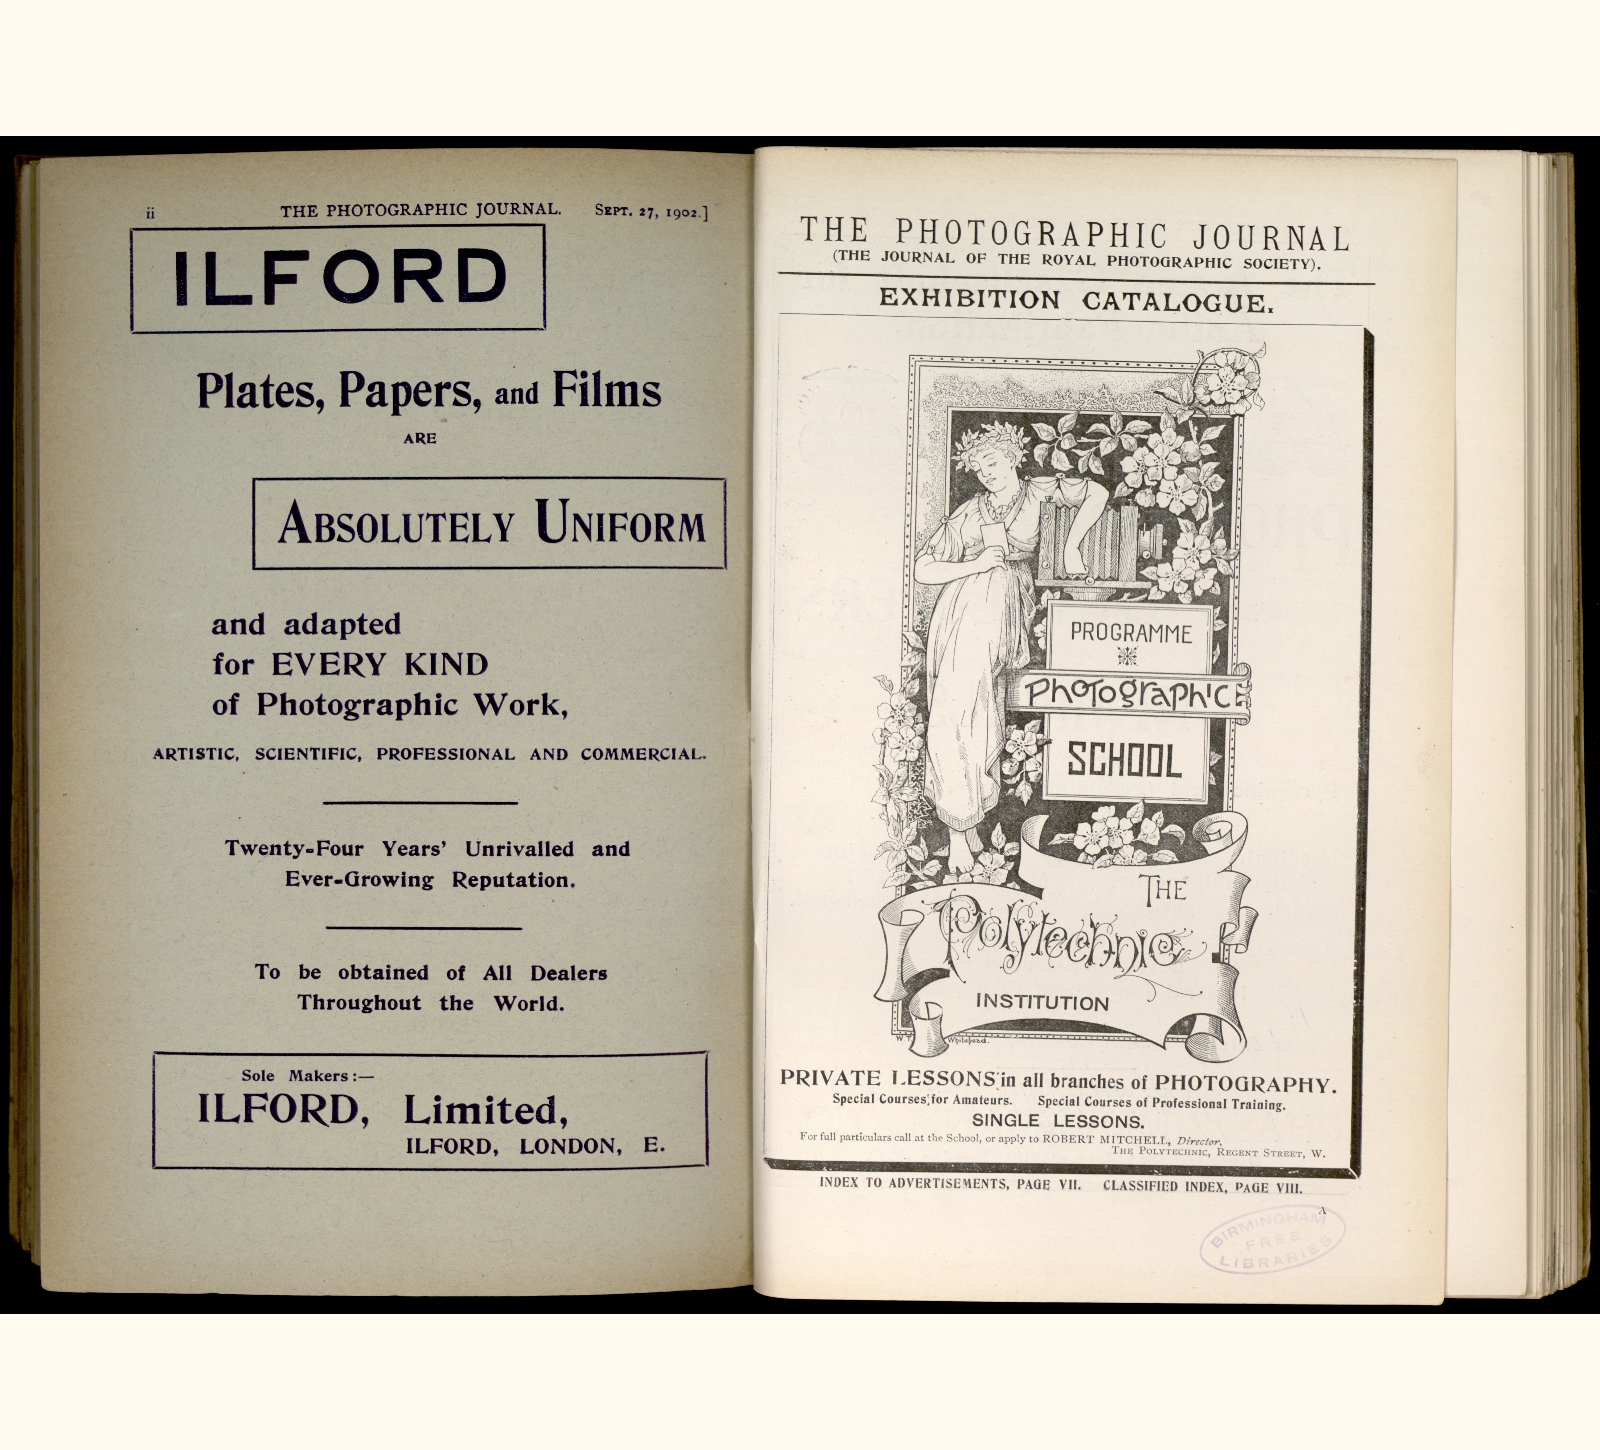 ii THE PHOTOGRAPHIC JOURNAL. SEPT. 27, 1902.]
ILFORD
Plates, Papers, and Films
ARE
ABSOLUTELY UNIFORM
and adapted
for EVERY KIND
of Photographic Work,
ARTISTIC, SCIENTIFIC, PROFESSIONAL AND COMMERCIAL.
Twenty-Four Years' Unrivalled and
Ever-Growing Reputation.
To be obtained of All Dealers
Throughout the World.
Sole Makers:—
ILFORD, Limited,
ILFORD, LONDON, E.
THE PHOTOGRAPHIC JOURNAL
(THE JOURNAL OF THE ROYAL PHOTOGRAPHIC SOCIETY).
EXHIBITION CATALOGUE.
PROGRAMME
Photographic
SCHOOL
THE
Polytechnic
INSTITUTION
Whitehead.
PRIVATE LESSONS in all branches of PHOTOGRAPHY.
Special Courses for Amateurs. Special Courses of Professional Training.
SINGLE LESSONS.
For full particulars call at the School, or apply to ROBERT MITCHELL, Director,
THE POLYTECHNIC, REGENT STREET, W.
INDEX TO ADVERTISEMENTS, PAGE VII. CLASSIFIED INDEX, PAGE VIII.
A
BIRMINGHAM
FREE
LIBRARIES